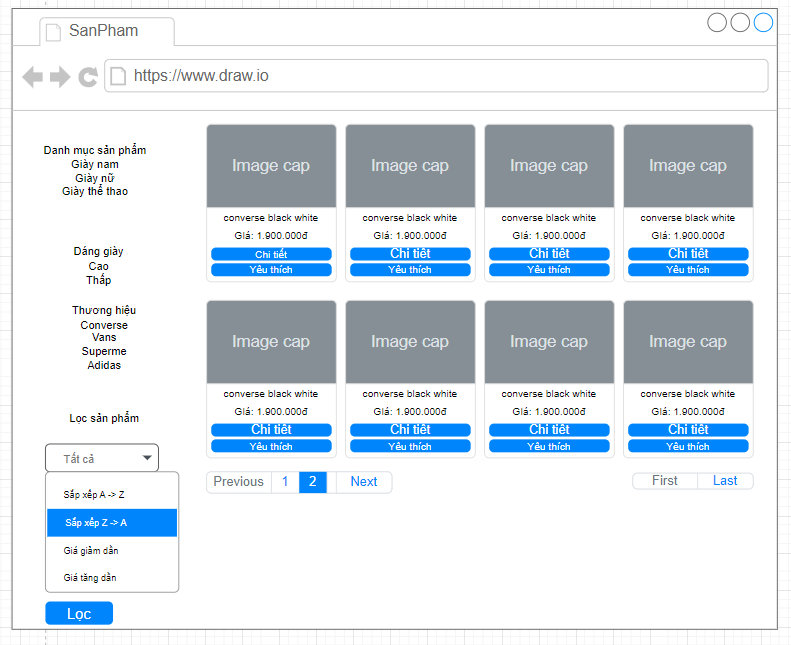 SanPham
https://www.draw.io
Danh mục sản phẩm
Giày nam
Giày nữ
Giày thể thao
Dáng giày
Cao
Thấp
Thương hiệu
Converse
Vans
Superme
Adidas
Lọc sản phẩm
Tất cả
Sắp xếp A -> Z
Sắp xếp Z -> A
Giá giảm dần
Giá tăng dần
Lọc
Image cap
converse black white
Giá: 1.900.000đ
Chi tiết
Yêu thích
Image cap
converse black white
Giá: 1.900.000đ
Chi tiết
Yêu thích
Image cap
converse black white
Giá: 1.900.000đ
Chi tiết
Yêu thích
Image cap
converse black white
Giá: 1.900.000đ
Chi tiết
Yêu thích
Image cap
converse black white
Giá: 1.900.000đ
Chi tiết
Yêu thích
Image cap
converse black white
Giá: 1.900.000đ
Chi tiết
Yêu thích
Image cap
converse black white
Giá: 1.900.000đ
Chi tiết
Yêu thích
Image cap
converse black white
Giá: 1.900.000đ
Chi tiết
Yêu thích
Previous 1 2 Next
First Last